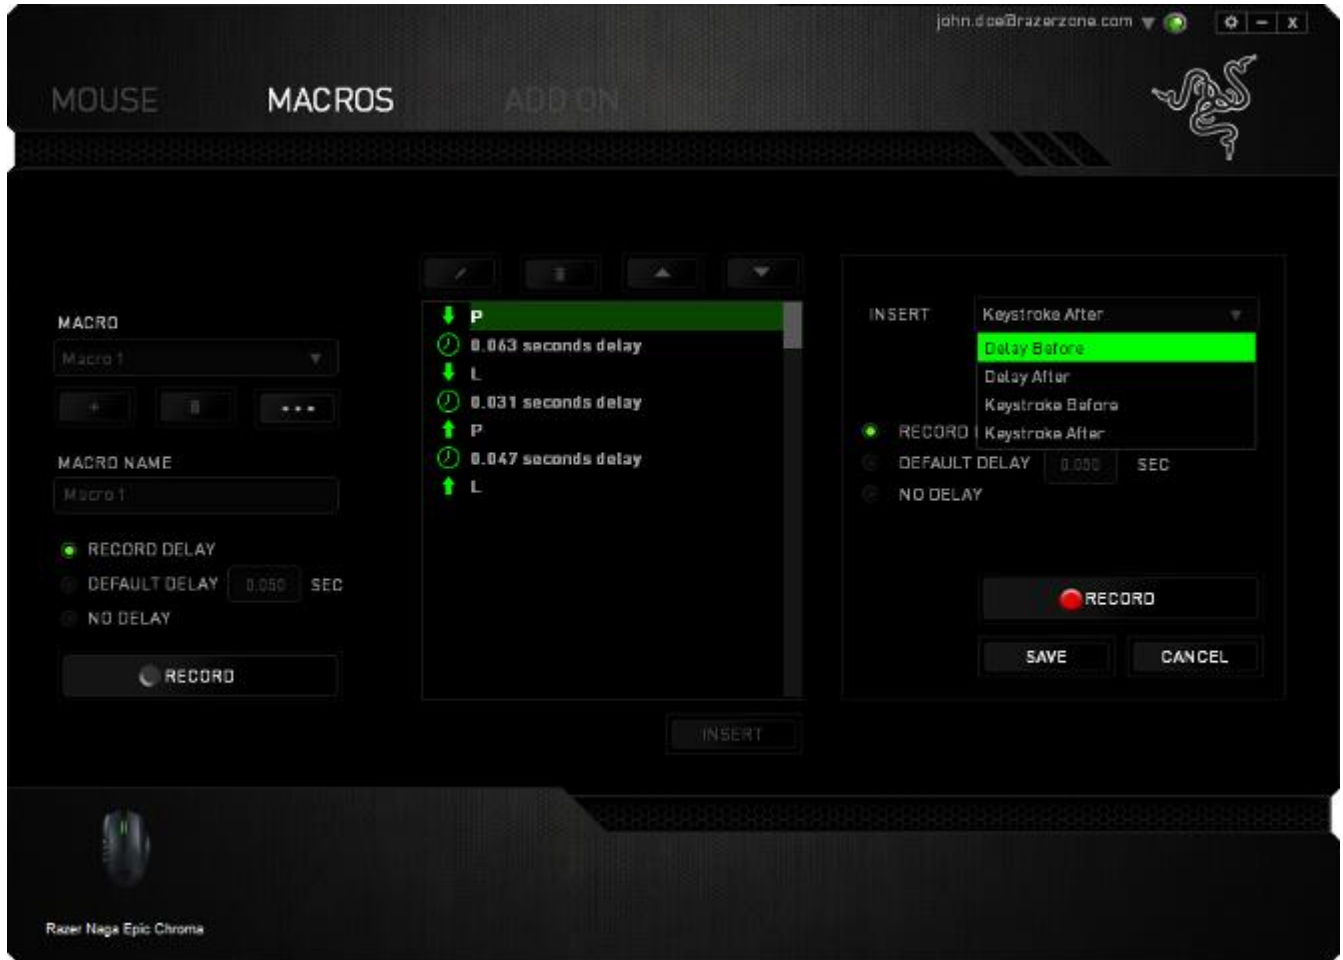 john.doe@razerzone.com
MOUSE MACROS ADD ON
MACRO
Macro 1
MACRO NAME
Macro 1
RECORD DELAY
DEFAULT DELAY 0.050 SEC
NO DELAY
RECORD
P
0.063 seconds delay
L
0.031 seconds delay
P
0.047 seconds delay
L
INSERT
INSERT Keystroke After
Delay Before
Delay After
Keystroke Before
Keystroke After
RECORD
DEFAULT DELAY 0.050 SEC
NO DELAY
RECORD
SAVE CANCEL
Razer Naga Epic Chroma